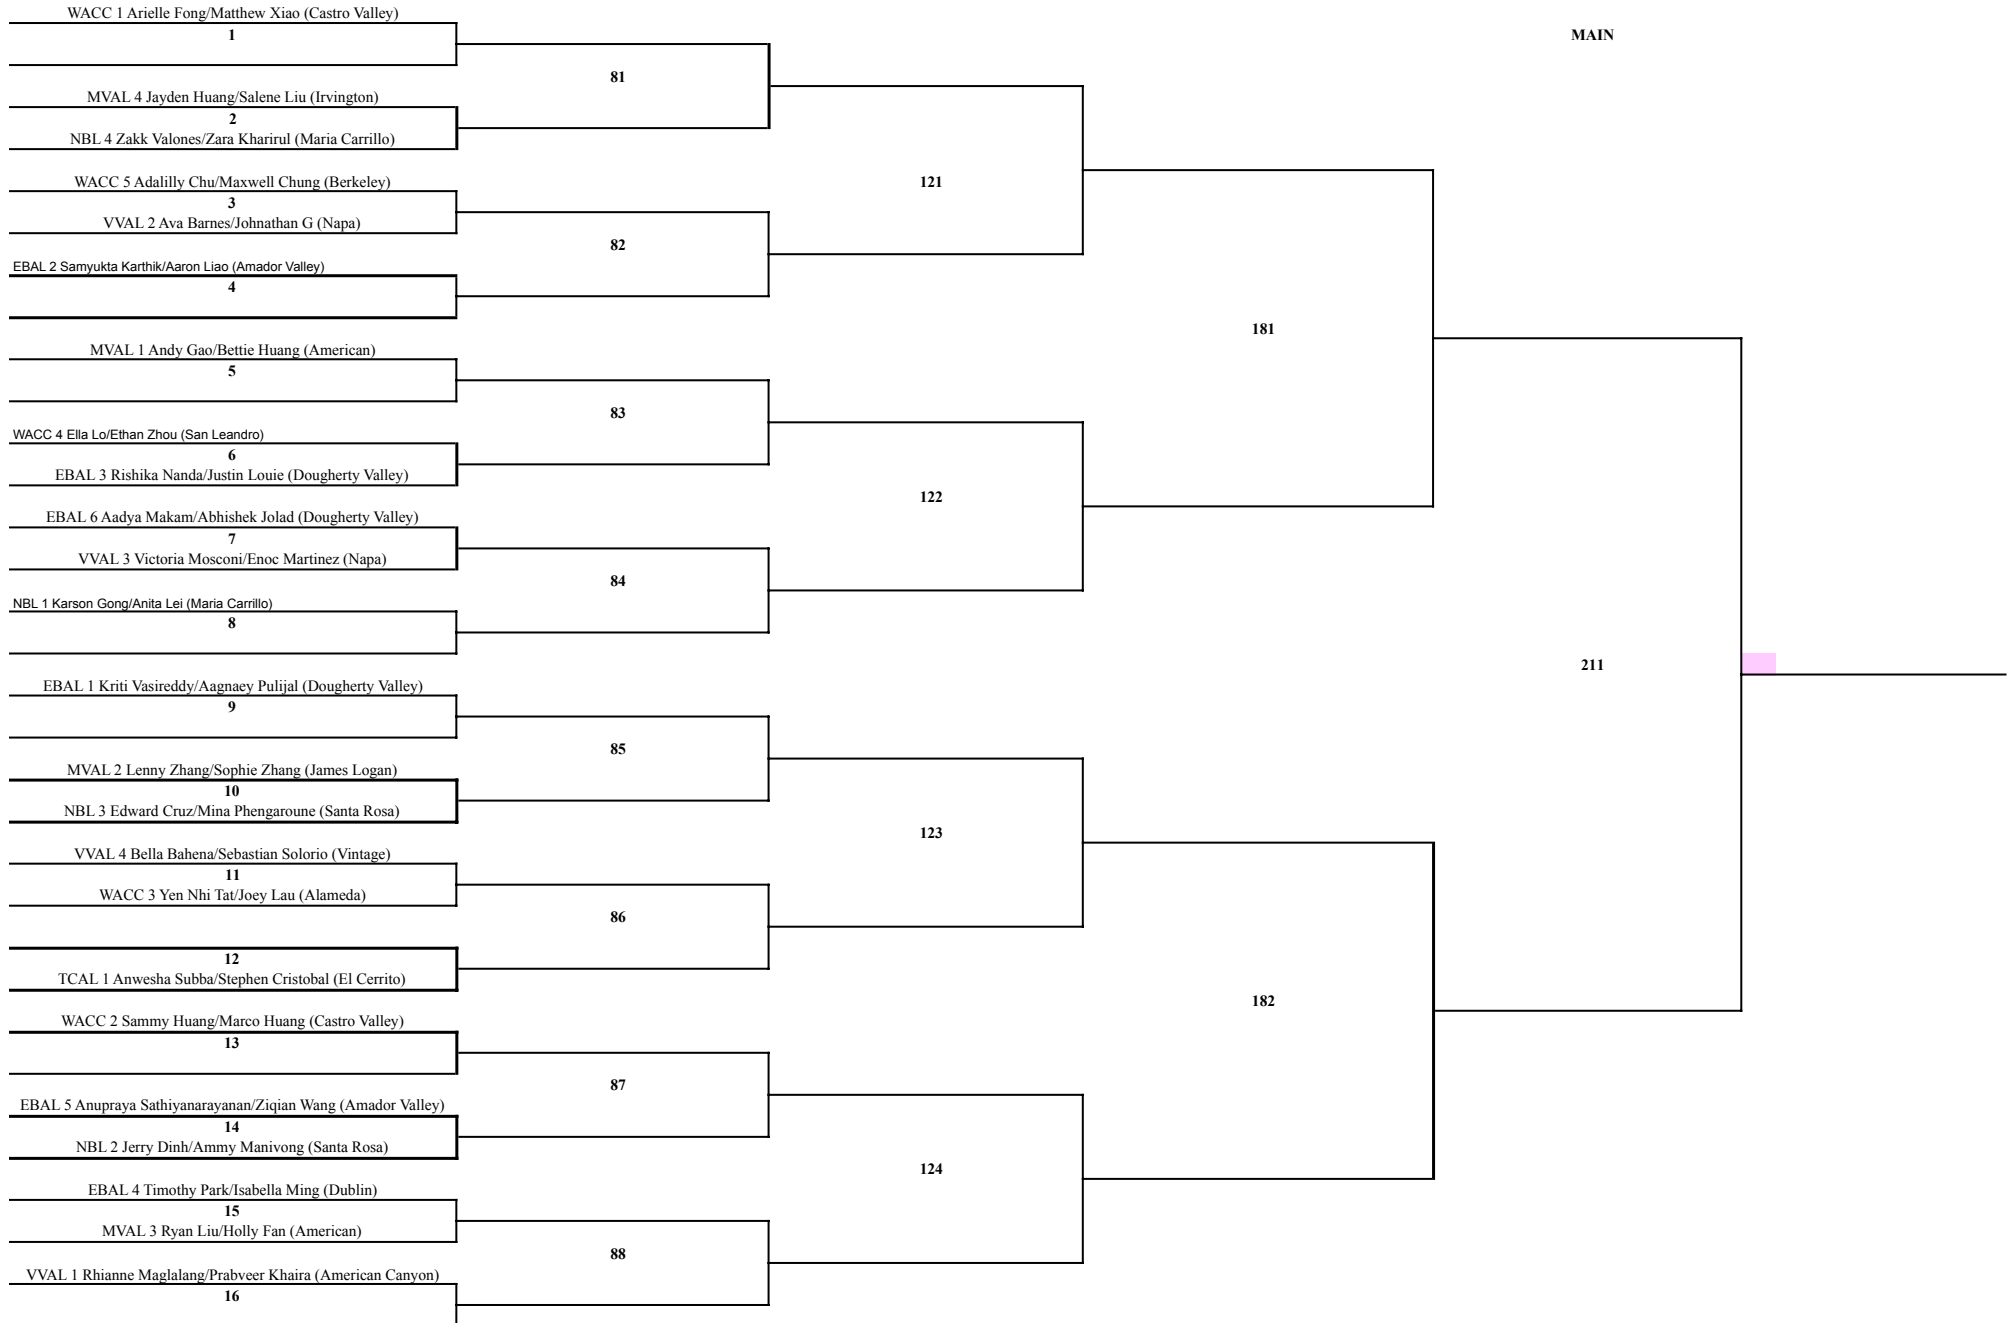 WACC 1 Arielle Fong/Matthew Xiao (Castro Valley)
1
MAIN
81
MVAL 4 Jayden Huang/Salene Liu (Irvington)
2
NBL 4 Zakk Valones/Zara Kharirul (Maria Carrillo)
WACC 5 Adalilly Chu/Maxwell Chung (Berkeley)
121
3
VVAL 2 Ava Barnes/Johnathan G (Napa)
82
EBAL 2 Samyukta Karthik/Aaron Liao (Amador Valley)
4
181
MVAL 1 Andy Gao/Bettie Huang (American)
5
83
WACC 4 Ella Lo/Ethan Zhou (San Leandro)
6
EBAL 3 Rishika Nanda/Justin Louie (Dougherty Valley)
122
EBAL 6 Aadya Makam/Abhishek Jolad (Dougherty Valley)
7
VVAL 3 Victoria Mosconi/Enoc Martinez (Napa)
84
NBL 1 Karson Gong/Anita Lei (Maria Carrillo)
8
211
EBAL 1 Kriti Vasireddy/Aagnaey Pulijal (Dougherty Valley)
9
85
MVAL 2 Lenny Zhang/Sophie Zhang (James Logan)
10
NBL 3 Edward Cruz/Mina Phengaroune (Santa Rosa)
123
VVAL 4 Bella Bahena/Sebastian Solorio (Vintage)
11
WACC 3 Yen Nhi Tat/Joey Lau (Alameda)
86
12
TCAL 1 Anwesha Subba/Stephen Cristobal (El Cerrito)
182
WACC 2 Sammy Huang/Marco Huang (Castro Valley)
13
87
EBAL 5 Anupraya Sathiyanarayanan/Ziqian Wang (Amador Valley)
14
NBL 2 Jerry Dinh/Ammy Manivong (Santa Rosa)
124
EBAL 4 Timothy Park/Isabella Ming (Dublin)
15
MVAL 3 Ryan Liu/Holly Fan (American)
88
VVAL 1 Rhianne Maglalang/Prabveer Khaira (American Canyon)
16